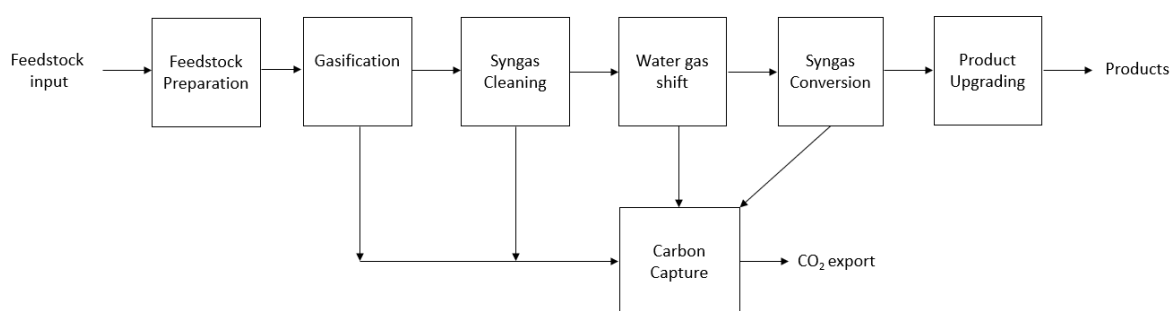 Feedstock
input
Feedstock
Preparation
Gasification
Syngas
Cleaning
Water gas
shift
Syngas
Conversion
Product
Upgrading
Products
Carbon
Capture
CO₂ export